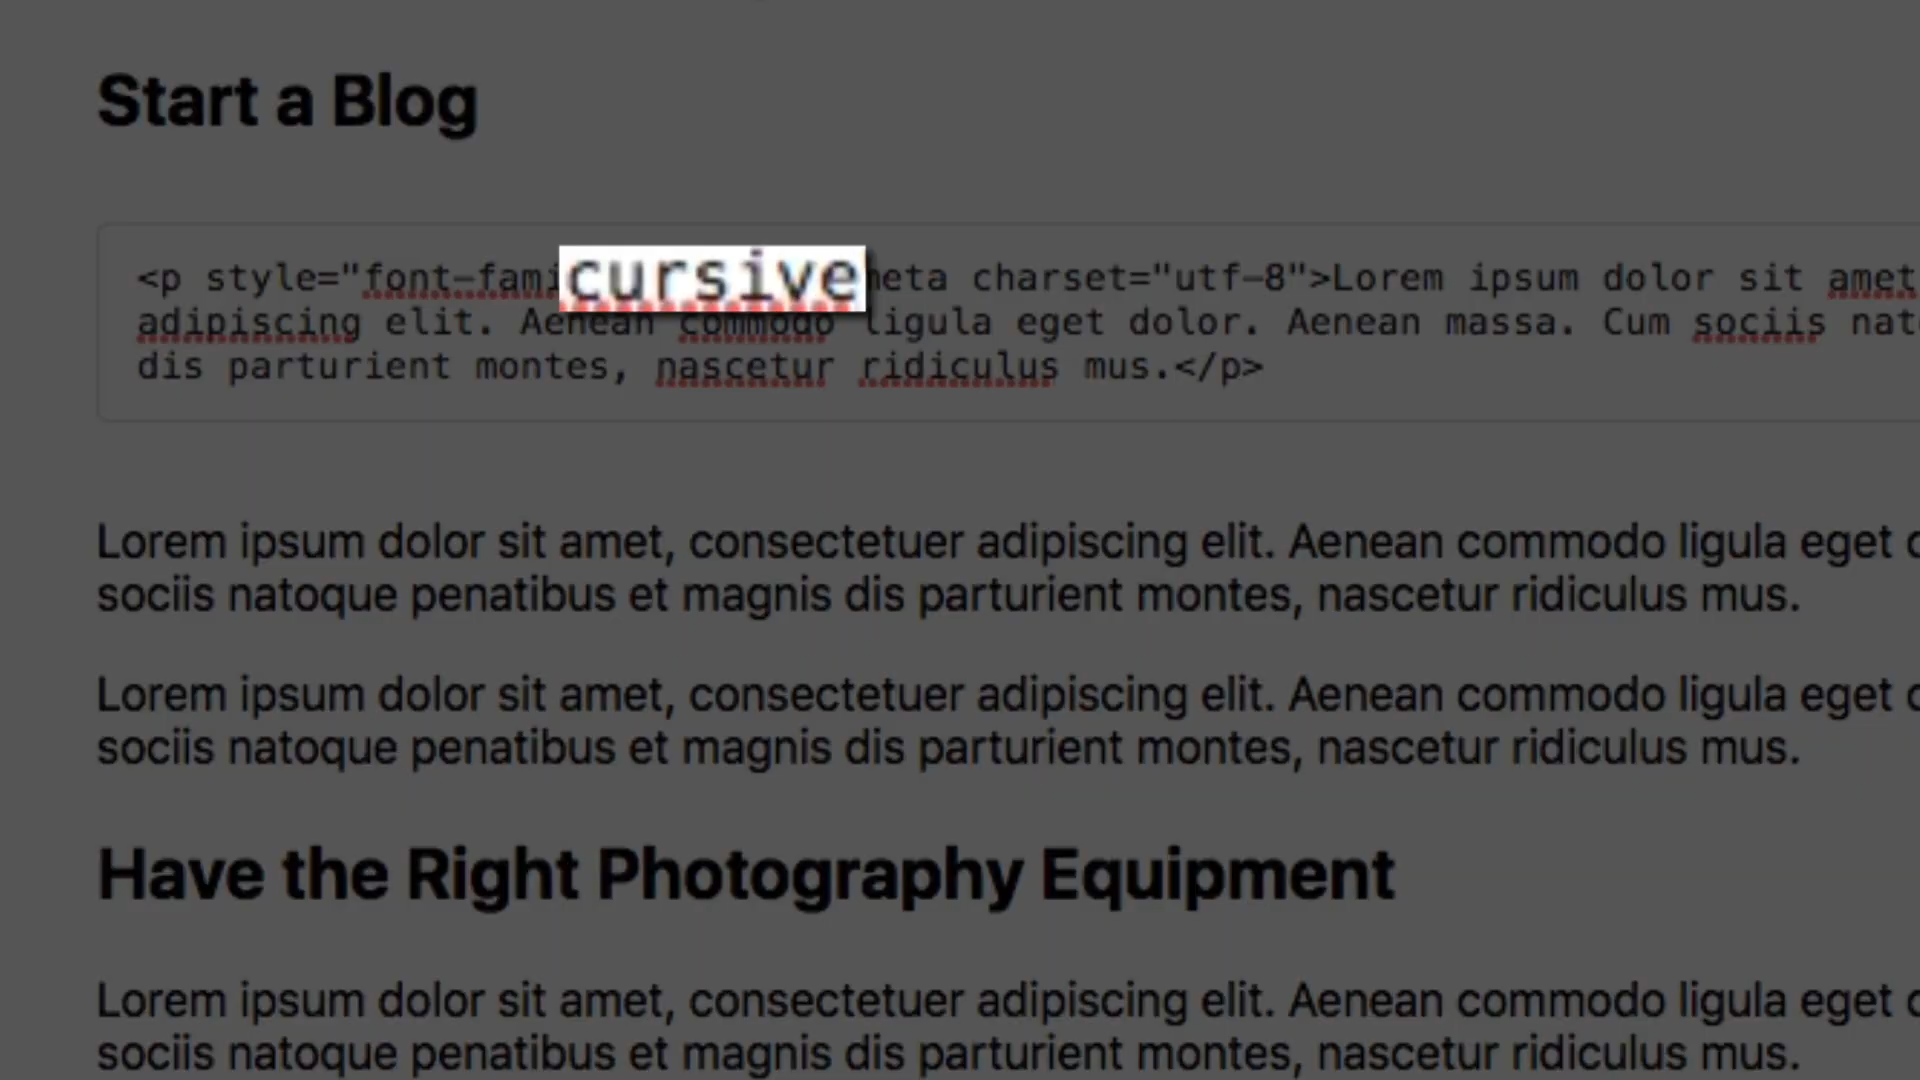 Start a Blog
<p style="font-fami cursive eta charset="utf-8">Lorem ipsum dolor sit amet
adipiscing elit. Aenean commodo ligula eget dolor. Aenean massa. Cum sociis nat
dis parturient montes, nascetur ridiculus mus.</p>
Lorem ipsum dolor sit amet, consectetuer adipiscing elit. Aenean commodo ligula eget
sociis natoque penatibus et magnis dis parturient montes, nascetur ridiculus mus.
Lorem ipsum dolor sit amet, consectetuer adipiscing elit. Aenean commodo ligula eget
sociis natoque penatibus et magnis dis parturient montes, nascetur ridiculus mus.
Have the Right Photography Equipment
Lorem ipsum dolor sit amet, consectetuer adipiscing elit. Aenean commodo ligula eget
sociis natoque penatibus et magnis dis parturient montes, nascetur ridiculus mus.